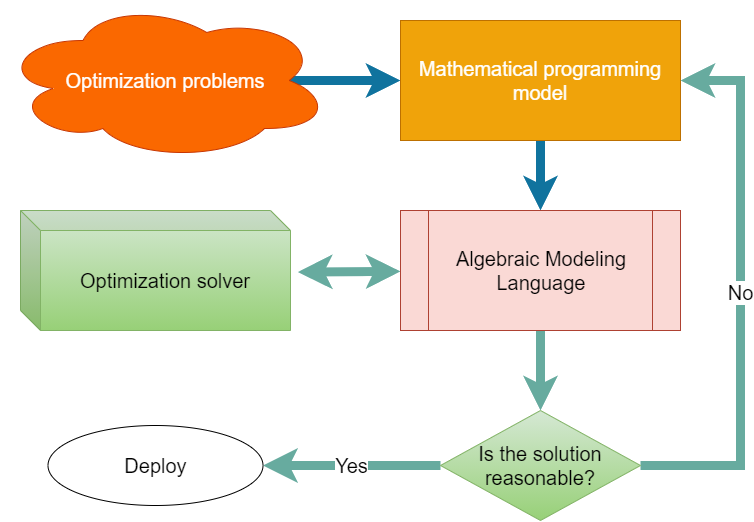 Optimization problems
Mathematical programming
model
Optimization solver
Algebraic Modeling
Language
No
Is the solution
reasonable?
Yes
Deploy